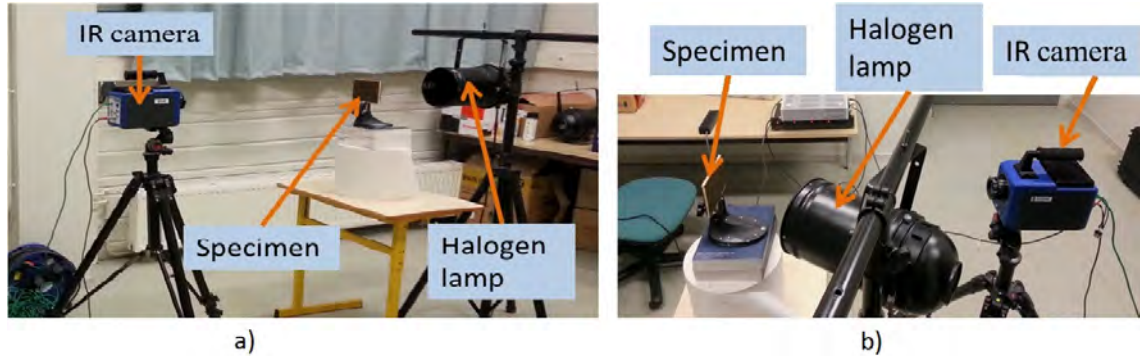 IR camera
Specimen
Halogen
lamp
a)
Specimen
Halogen
lamp
IR camera
b)